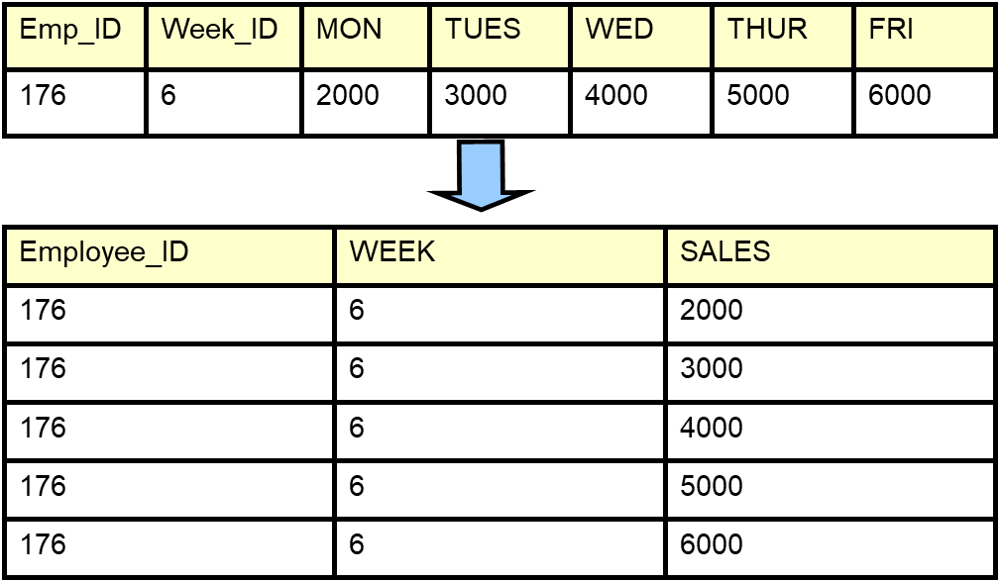 Emp_ID Week_ID MON TUES WED THUR FRI
176 6 2000 3000 4000 5000 6000
Employee_ID WEEK SALES
176 6 2000
176 6 3000
176 6 4000
176 6 5000
176 6 6000